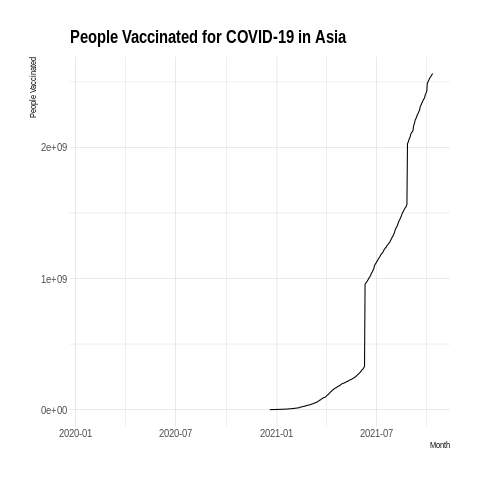 People Vaccinated for COVID-19 in Asia
People Vaccinated
2e+09
1e+09
0e+00
2020-01 2020-07 2021-01 2021-07
Month